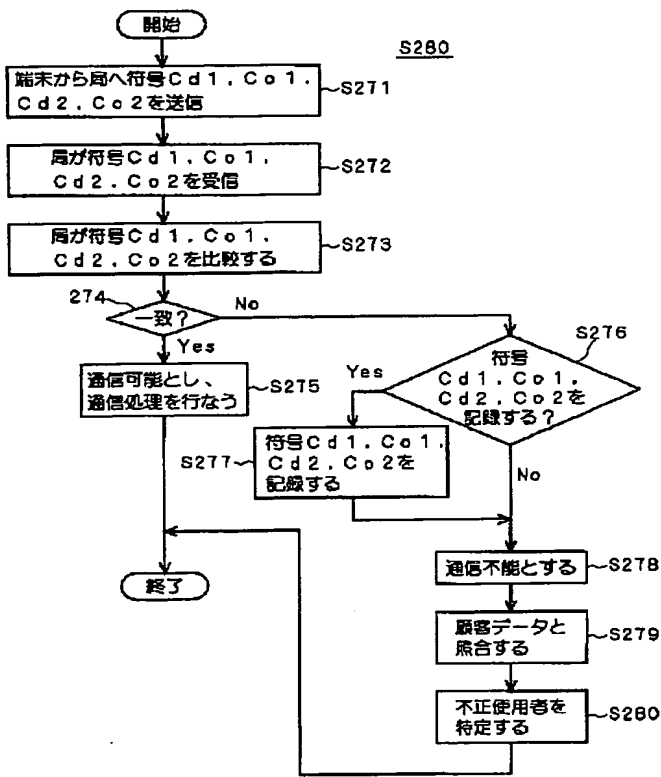 開始
S280
端末から局へ符号Cd1．Co1．
Cd2．Co2を送信
S271
局が符号Cd1．Co1．
Cd2．Co2を受信
S272
局が符号Cd1．Co1．
Cd2．Co2を比較する
S273
274
一致？
No
Yes
S276
符号
Cd1．Co1．
Cd2．Co2を
記録する？
通信可能とし、
通信処理を行なう
S275
Yes
符号Cd1．Co1．
Cd2．Co2を
記録する
S277
No
通信不能とする
S278
終了
顧客データと
照合する
S279
不正使用者を
特定する
S280